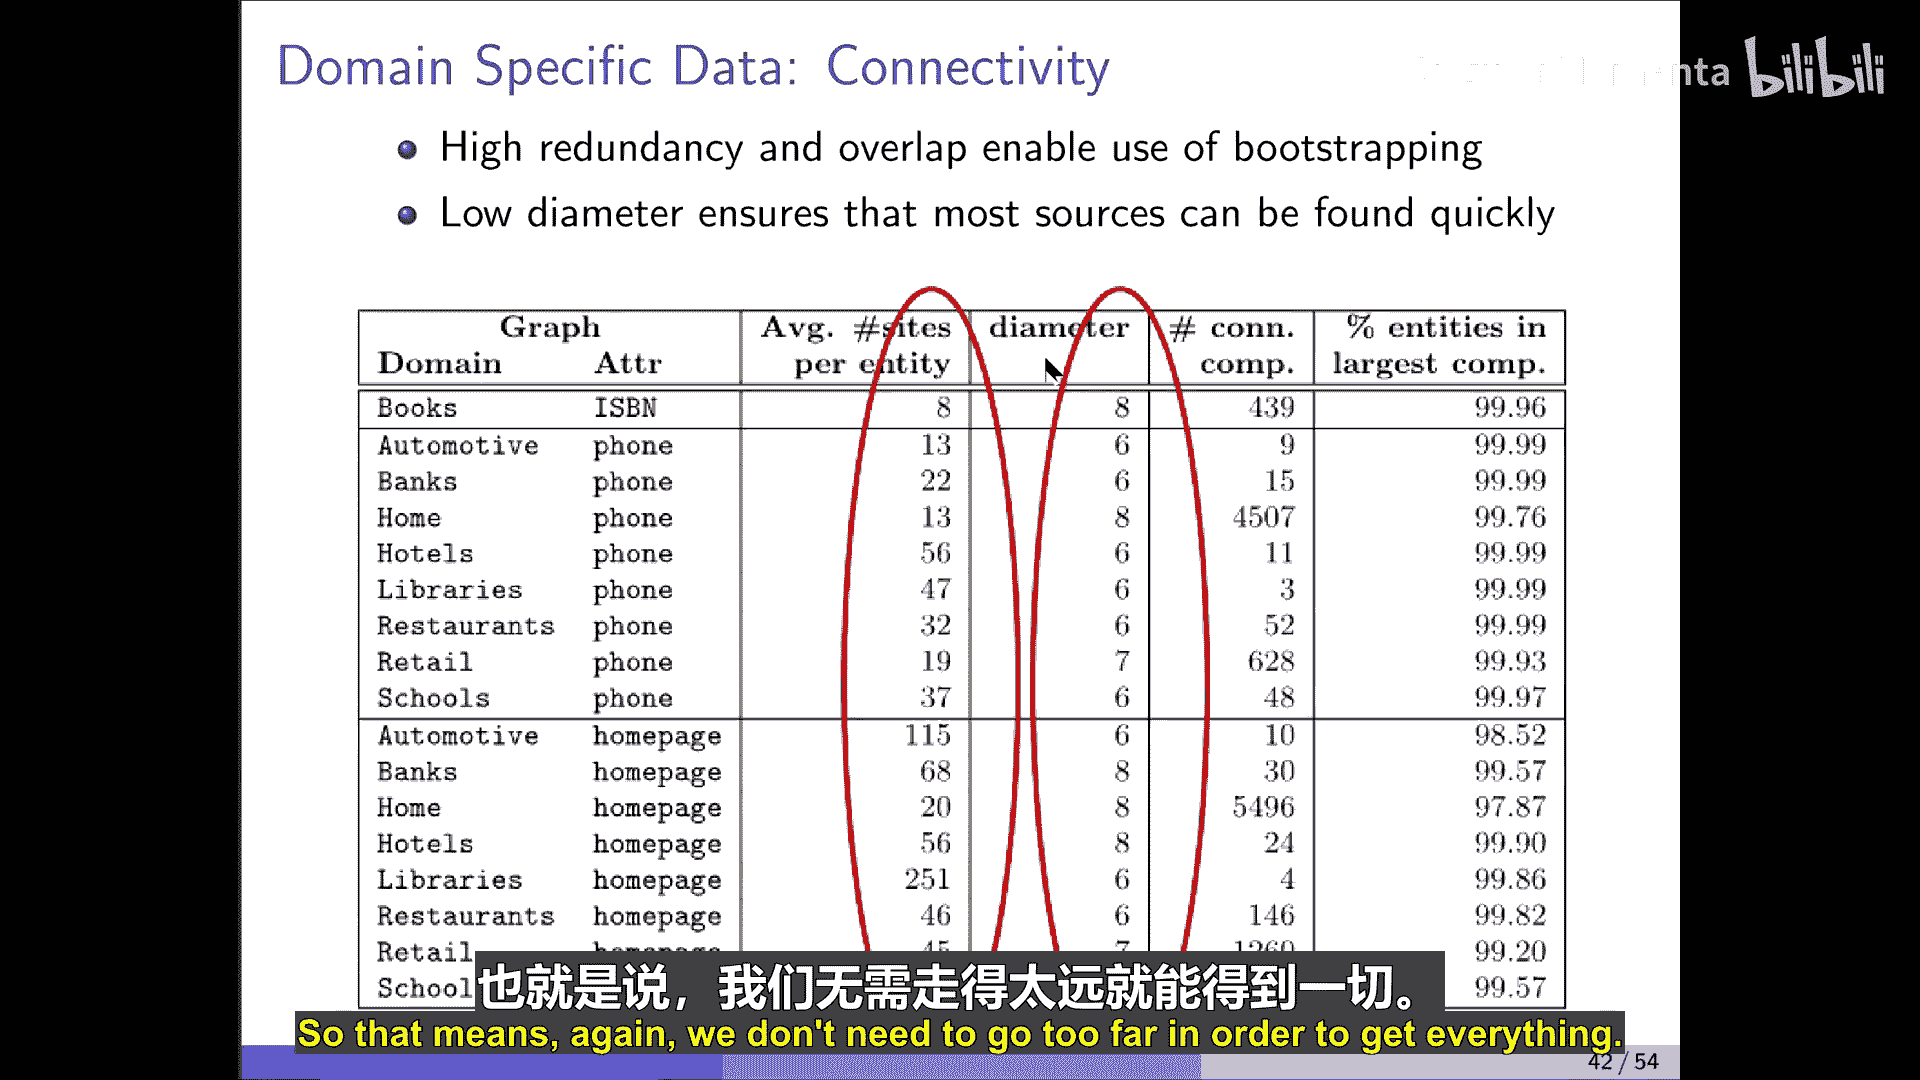 Domain Specific Data: Connectivity
nta bilibili
High redundancy and overlap enable use of bootstrapping
Low diameter ensures that most sources can be found quickly
Graph Avg. #sites diameter # conn. % entities in
Domain Attr per entity comp. largest comp.
Books ISBN 8 8 439 99.96
Automotive phone 13 6 9 99.99
Banks phone 22 6 15 99.99
Home phone 13 8 4507 99.76
Hotels phone 56 6 11 99.99
Libraries phone 47 6 3 99.99
Restaurants phone 32 6 52 99.99
Retail phone 19 7 628 99.93
Schools phone 37 6 48 99.97
Automotive homepage 115 6 10 98.52
Banks homepage 68 8 30 99.57
Home homepage 20 8 5496 97.87
Hotels homepage 56 8 24 99.90
Libraries homepage 251 6 4 99.86
Restaurants homepage 46 6 146 99.82
Retail homepage 45 7 1260 99.20
School 99.57
也就是说，我们无需走得太远就能得到一切。
So that means, again, we don't need to go too far in order to get everything.
42 / 54